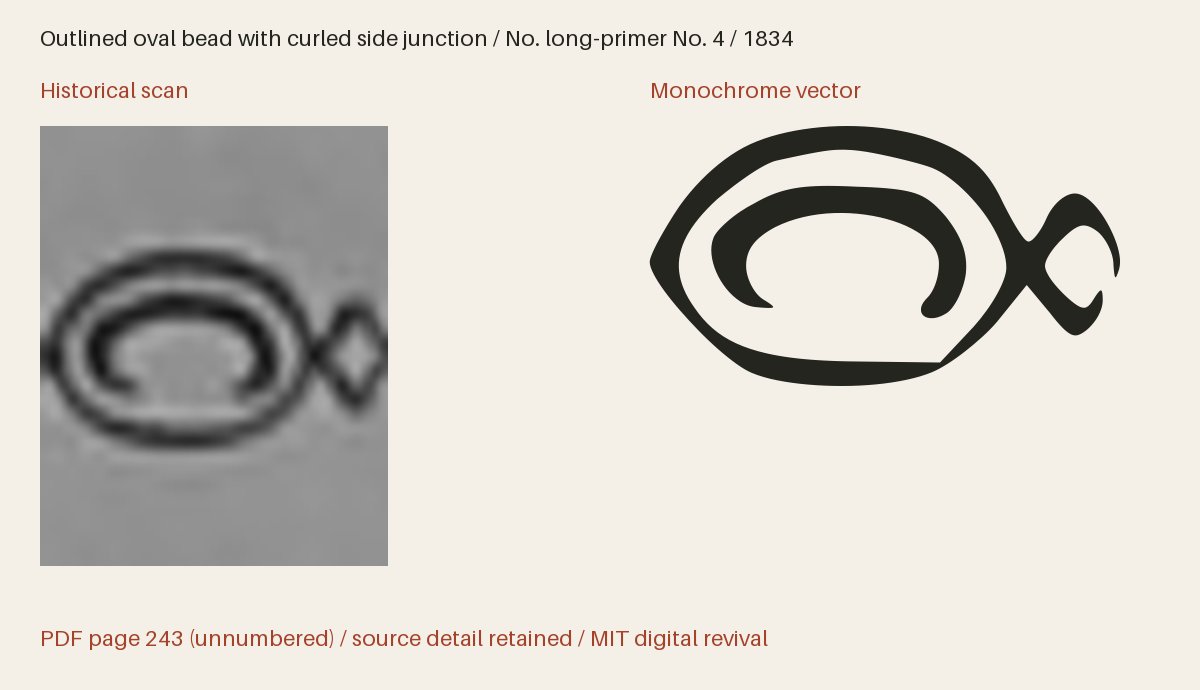 Outlined oval bead with curled side junction / No. long-primer No. 4 / 1834
Historical scan
Monochrome vector
PDF page 243 (unnumbered) / source detail retained / MIT digital revival